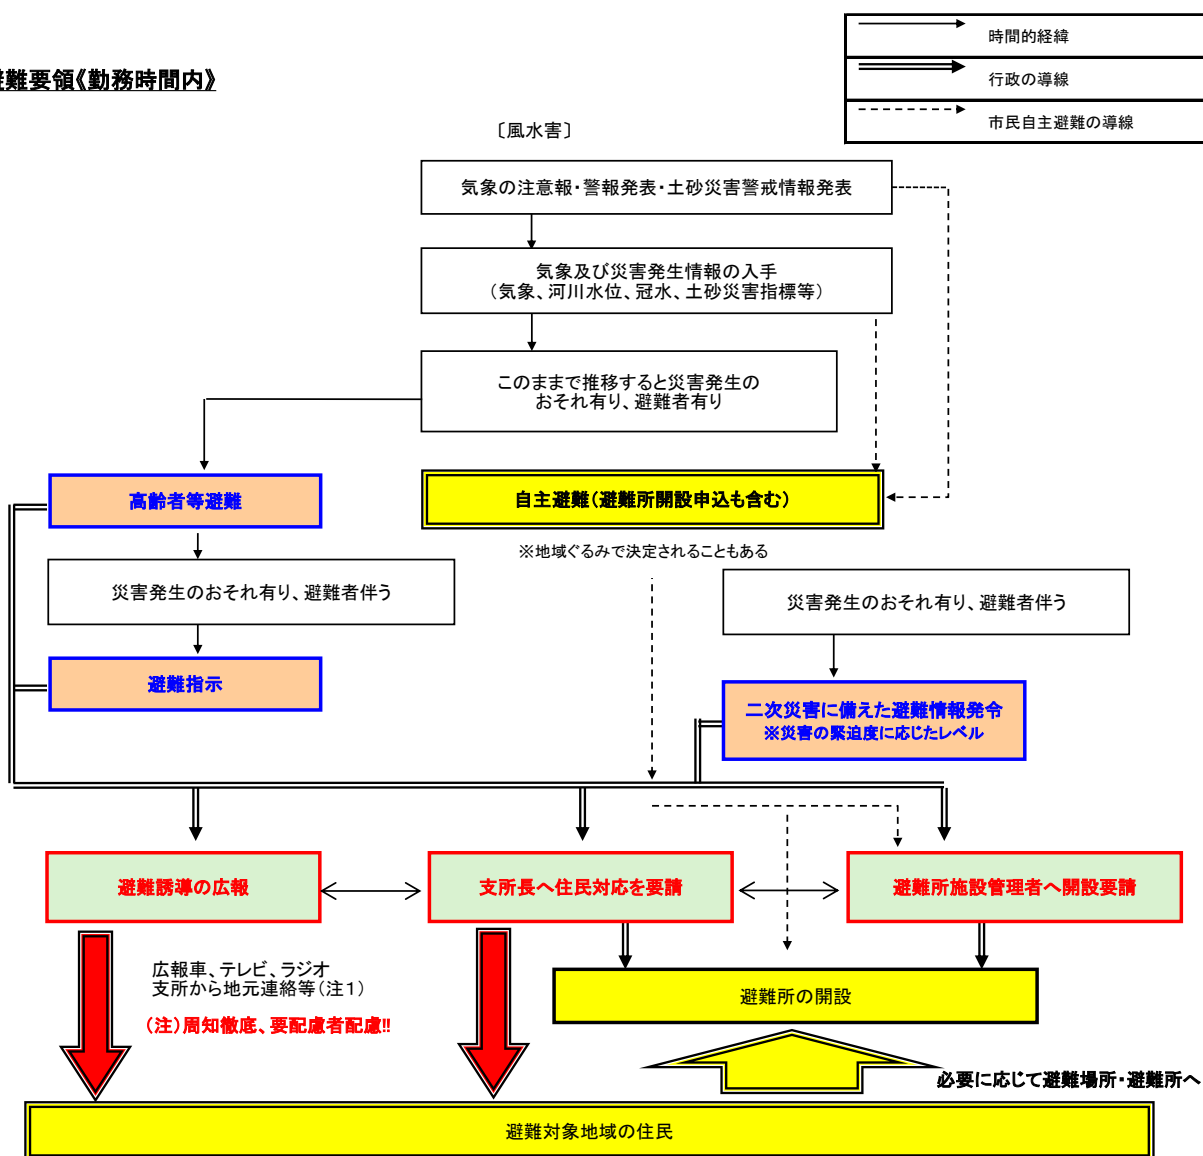 時間的経緯
行政の導線
市民自主避難の導線
難要領《勤務時間内》
〔風水害〕
気象の注意報・警報発表・土砂災害警戒情報発表
気象及び災害発生情報の入手
（気象、河川水位、冠水、土砂災害指標等）
このままで推移すると災害発生の
おそれ有り、避難者有り
高齢者等避難
自主避難（避難所開設申込も含む）
※地域ぐるみで決定されることもある
災害発生のおそれ有り、避難者伴う
災害発生のおそれ有り、避難者伴う
避難指示
二次災害に備えた避難情報発令
※災害の緊迫度に応じたレベル
避難誘導の広報
支所長へ住民対応を要請
避難所施設管理者へ開設要請
広報車、テレビ、ラジオ
支所から地元連絡等（注１）
（注）周知徹底、要配慮者配慮!!
避難所の開設
必要に応じて避難場所・避難所へ
避難対象地域の住民